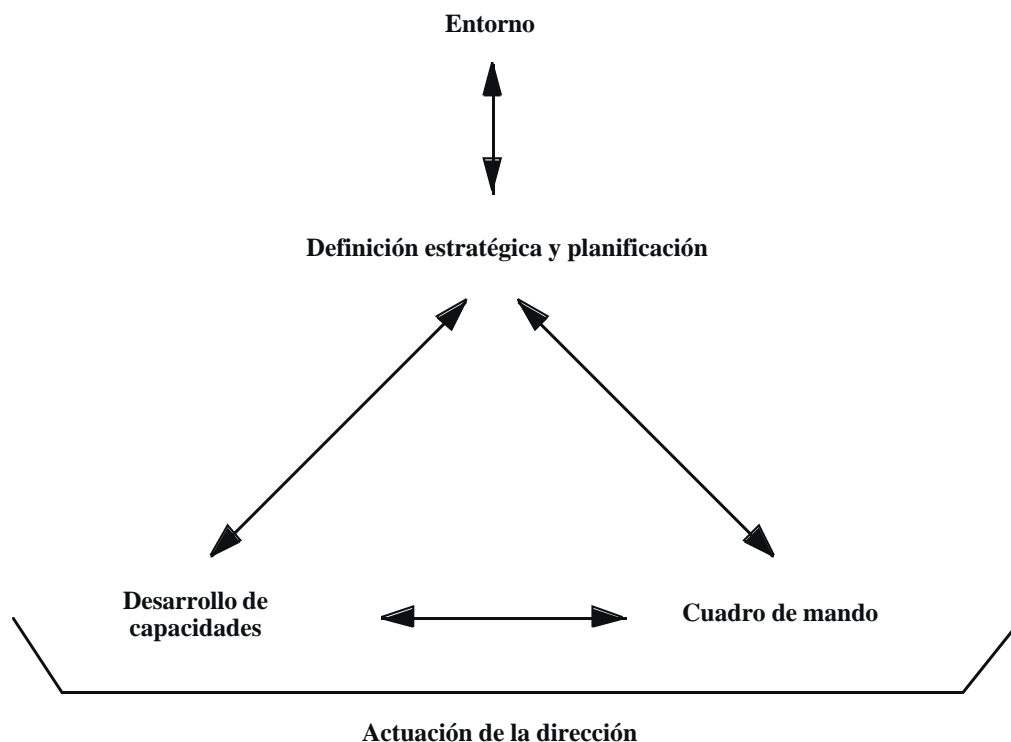 Entorno
Definición estratégica y planificación
Desarrollo de
capacidades
Cuadro de mando
Actuación de la dirección